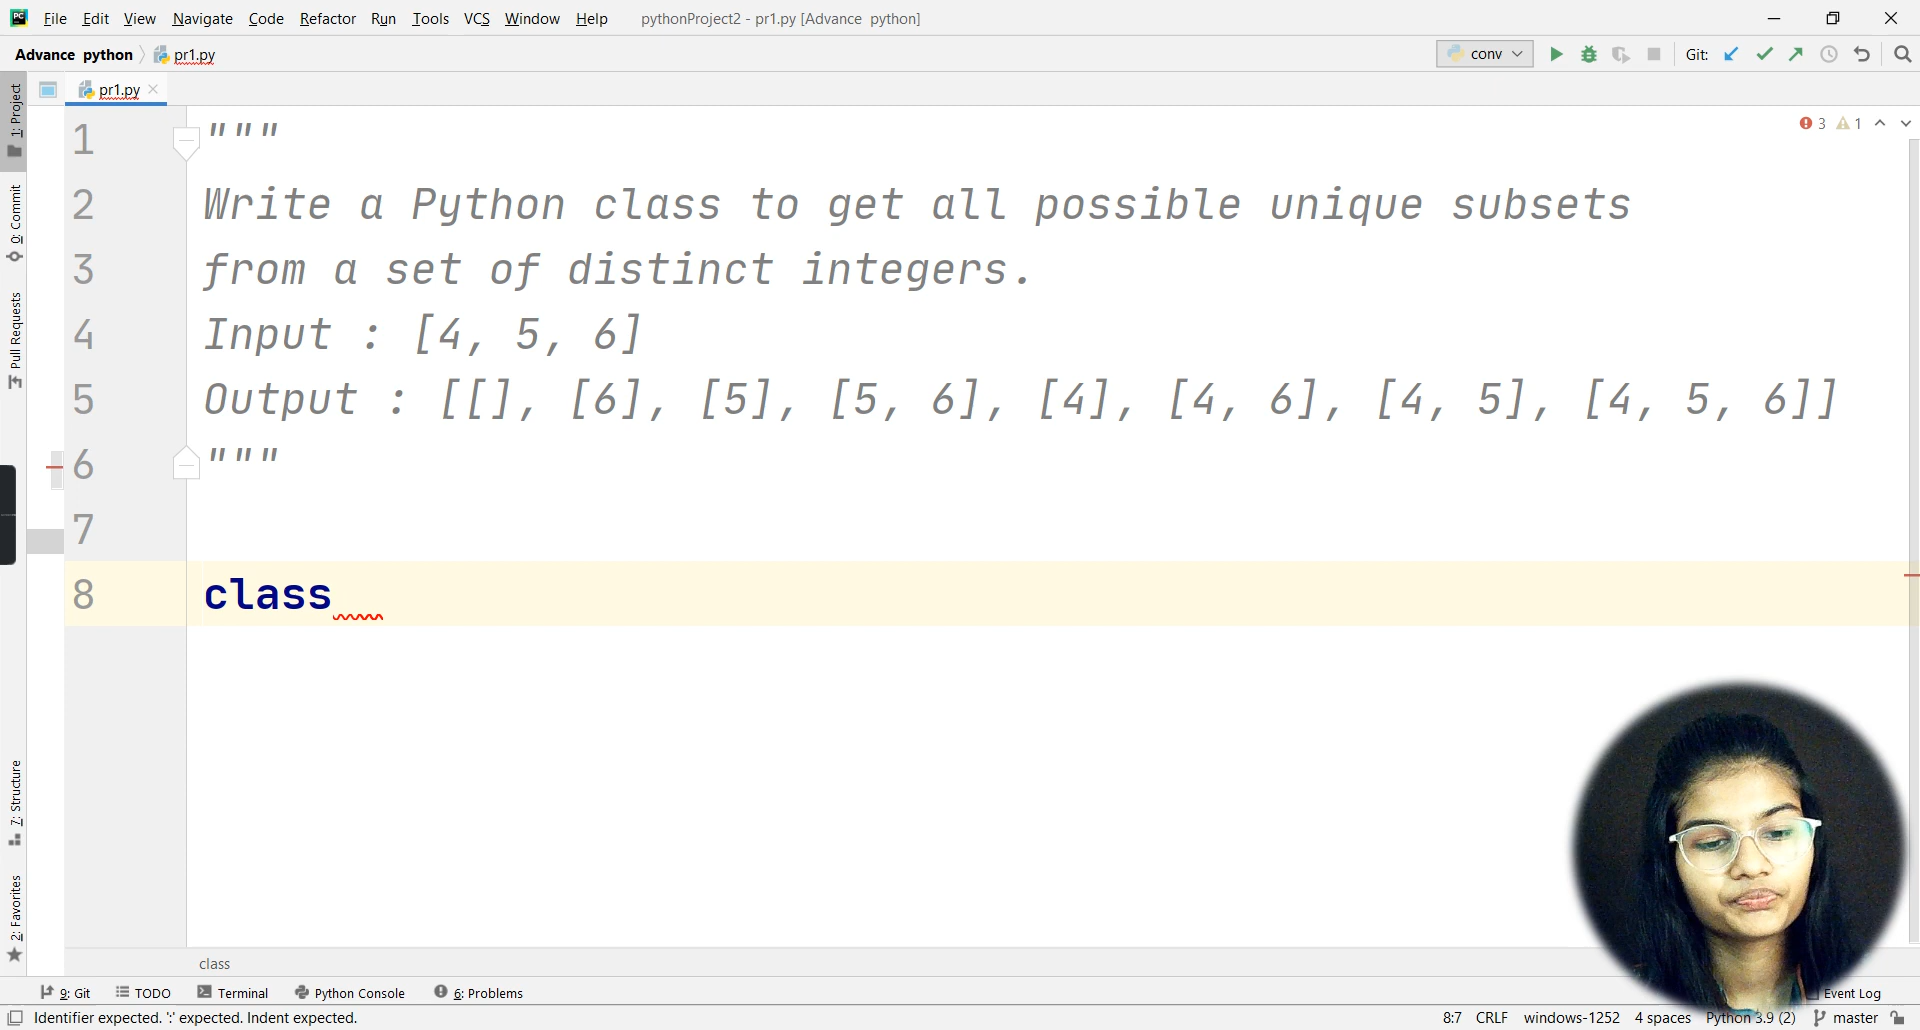 File Edit View Navigate Code Refactor Run Tools VCS Window Help pythonProject2 - pr1.py [Advance python]
Advance python pr1.py conv Git:
1: Project
0: Commit
Pull Requests
7: Structure
2: Favorites
pr1.py
3 1
1 """
2 Write a Python class to get all possible unique subsets
3 from a set of distinct integers.
4 Input : [4, 5, 6]
5 Output : [[], [6], [5], [5, 6], [4], [4, 6], [4, 5], [4, 5, 6]]
6 """
7
8 class
class
9: Git TODO Terminal Python Console 6: Problems Event Log
Identifier expected. ':' expected. Indent expected. 8:7 CRLF windows-1252 4 spaces Python 3.9 (2) master